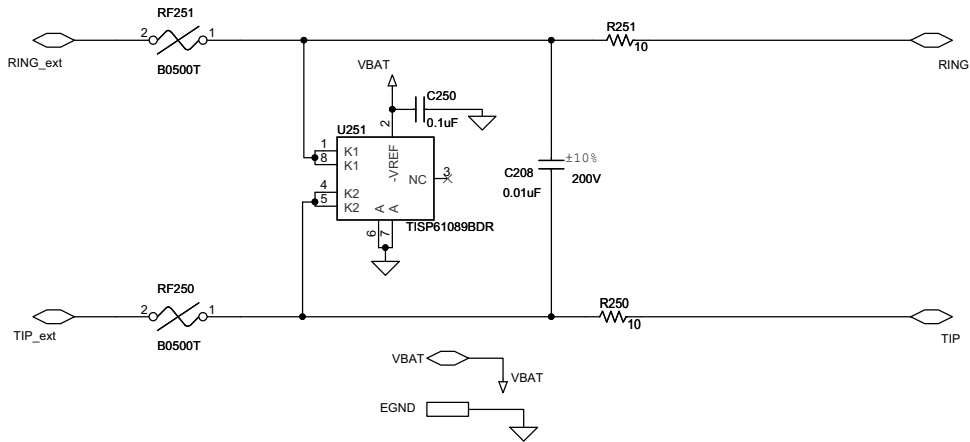 RF251
R251
2
1
10
RING_ext
RING
B0500T
VBAT
C250
0.1uF
2
U251
1
K1
8
K1
-VREF
NC
3
4
K2
5
K2
A
A
6
7
TISP61089BDR
C208
0.01uF
±10%
200V
RF250
R250
2
1
10
TIP_ext
TIP
B0500T
VBAT
VBAT
EGND